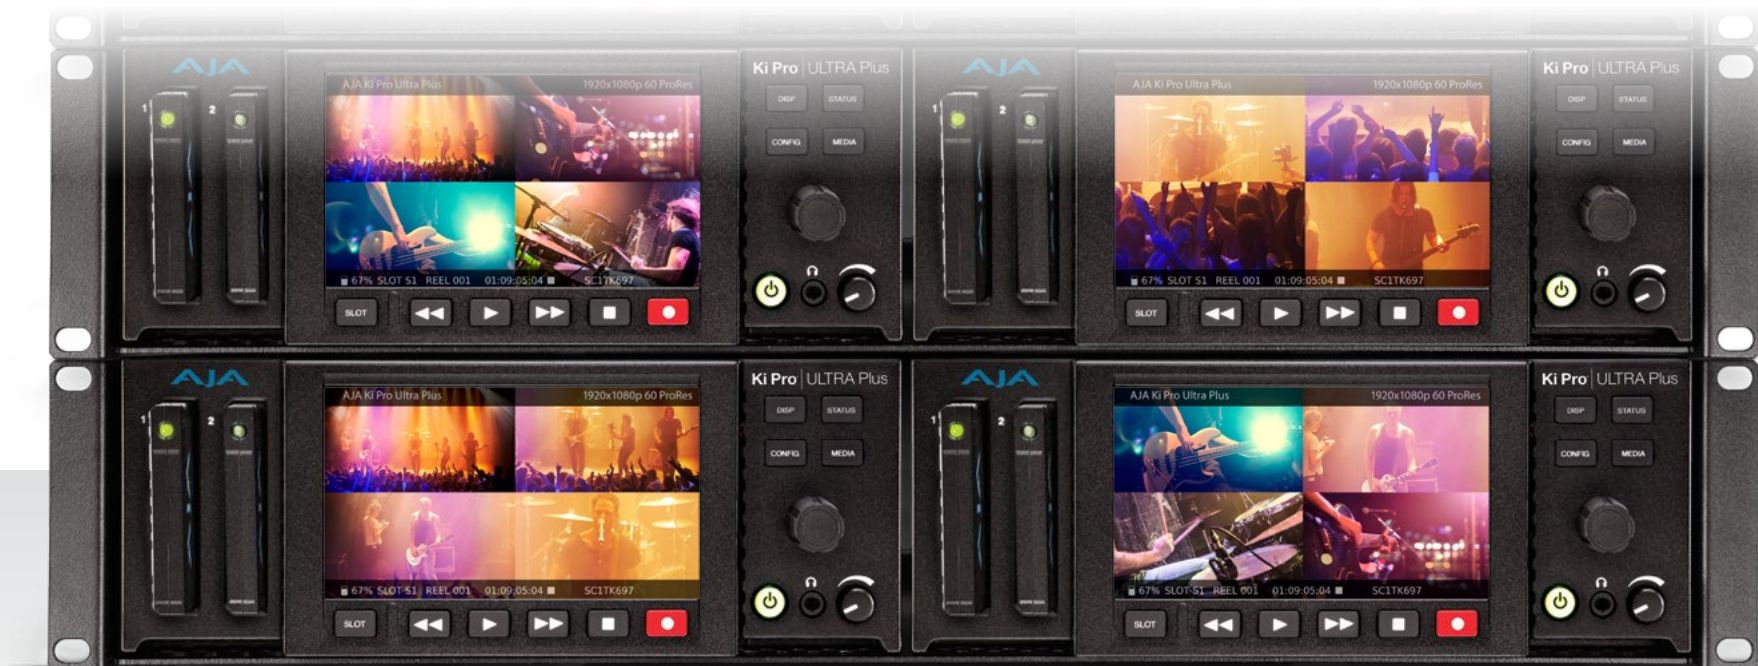 AJA
Ki Pro ULTRA Plus
AJA Ki Pro Ultra Plus 1920x1080p 60 ProRes
1 2
DISP STATUS
CONFIG MEDIA
67% SLOT S1 REEL 001 01:09:05:04 SC1TK697
SLOT
AJA
Ki Pro ULTRA Plus
AJA Ki Pro Ultra Plus 1920x1080p 60 ProRes
1 2
DISP STATUS
CONFIG MEDIA
67% SLOT S1 REEL 001 01:09:05:04 SC1TK697
SLOT
AJA
Ki Pro ULTRA Plus
AJA Ki Pro Ultra Plus 1920x1080p 60 ProRes
1 2
DISP STATUS
CONFIG MEDIA
67% SLOT S1 REEL 001 01:09:05:04 SC1TK697
SLOT
AJA
Ki Pro ULTRA Plus
AJA Ki Pro Ultra Plus 1920x1080p 60 ProRes
1 2
DISP STATUS
CONFIG MEDIA
67% SLOT S1 REEL 001 01:09:05:04 SC1TK697
SLOT